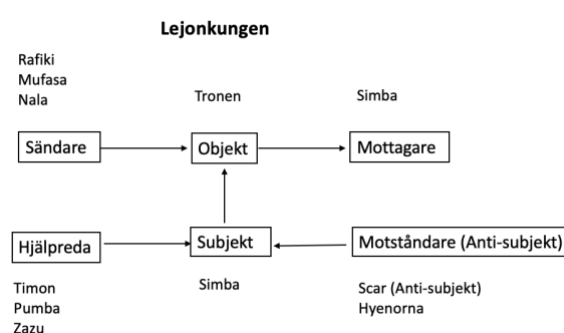 Lejonkungen
Rafiki
Mufasa
Nala
Tronen
Simba
Sändare
Objekt
Mottagare
Hjälpreda
Subjekt
Motståndare (Anti-subjekt)
Timon
Pumba
Zazu
Simba
Scar (Anti-subjekt)
Hyenorna